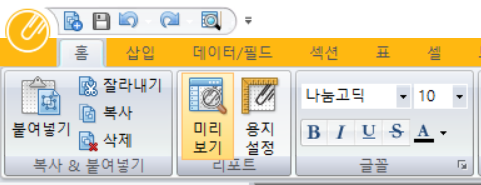 홈 삽입 데이터/필드 섹션 표 셀
붙여넣기
잘라내기
복사
삭제
복사 & 붙여넣기
미리
보기
용지
설정
리포트
나눔고딕 10
B I U S A
글꼴